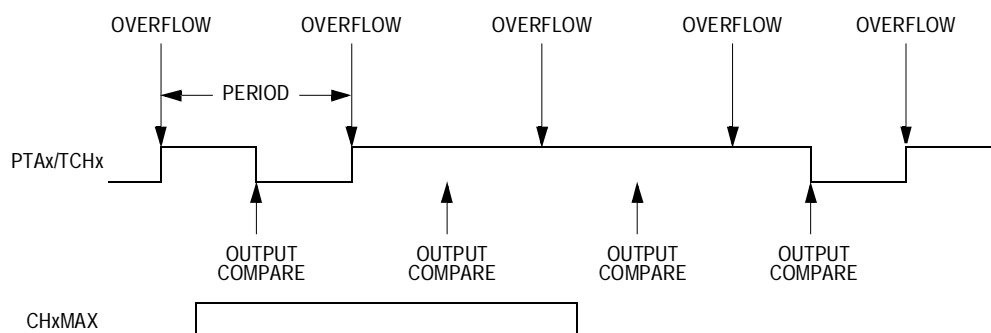 OVERFLOW OVERFLOW OVERFLOW OVERFLOW OVERFLOW
PERIOD
PTAx/TCHx
OUTPUT COMPARE
OUTPUT COMPARE
OUTPUT COMPARE
OUTPUT COMPARE
CHxMAX